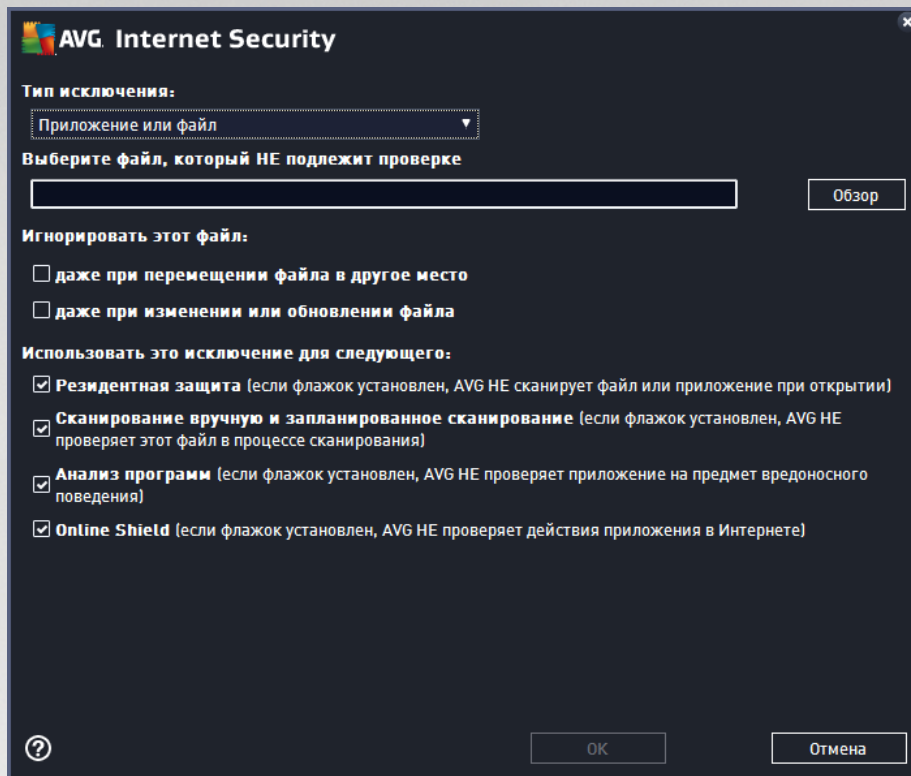 AVG Internet Security
Тип исключения:
Приложение или файл
Выберите файл, который НЕ подлежит проверке
Обзор
Игнорировать этот файл:
даже при перемещении файла в другое место
даже при изменении или обновлении файла
Использовать это исключение для следующего:
Резидентная защита (если флажок установлен, AVG НЕ сканирует файл или приложение при открытии)
Сканирование вручную и запланированное сканирование (если флажок установлен, AVG НЕ
проверяет этот файл в процессе сканирования)
Анализ программ (если флажок установлен, AVG НЕ проверяет приложение на предмет вредоносного
поведения)
Online Shield (если флажок установлен, AVG НЕ проверяет действия приложения в Интернете)
?
OK
Отмена